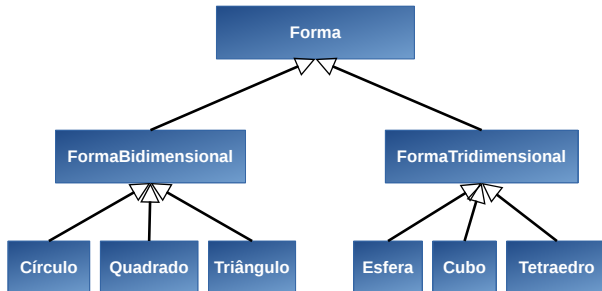 Forma
FormaBidimensional
FormaTridimensional
Círculo
Quadrado
Triângulo
Esfera
Cubo
Tetraedro